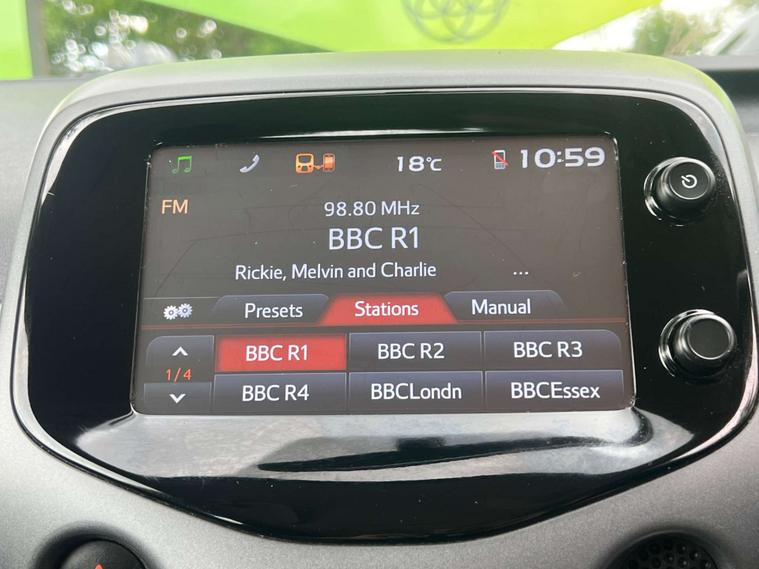 18°C 10:59
FM
98.80 MHz
BBC R1
Rickie, Melvin and Charlie ...
Presets Stations Manual
BBC R1 BBC R2 BBC R3
1/4
BBC R4 BBCLondn BBCEssex